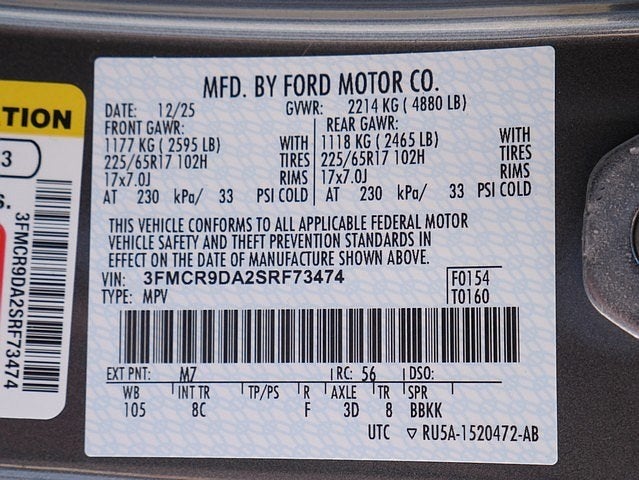 TION
3
S.
3FMCR9DA2SRF73474
MFD. BY FORD MOTOR CO.
DATE: 12/25 GVWR: 2214 KG ( 4880 LB)
FRONT GAWR: REAR GAWR:
1177 KG ( 2595 LB) WITH 1118 KG ( 2465 LB) WITH
225/65R17 102H TIRES 225/65R17 102H TIRES
17x7.0J RIMS 17x7.0J RIMS
AT 230 kPa/ 33 PSI COLD AT 230 kPa/ 33 PSI COLD
THIS VEHICLE CONFORMS TO ALL APPLICABLE FEDERAL MOTOR
VEHICLE SAFETY AND THEFT PREVENTION STANDARDS IN
EFFECT ON THE DATE OF MANUFACTURE SHOWN ABOVE.
VIN: 3FMCR9DA2SRF73474 F0154
TYPE: MPV T0160
EXT PNT: M7 RC: 56 DSO:
WB INT TR TP/PS R AXLE TR SPR
105 8C F 3D 8 BBKK
UTC ▽ RU5A-1520472-AB